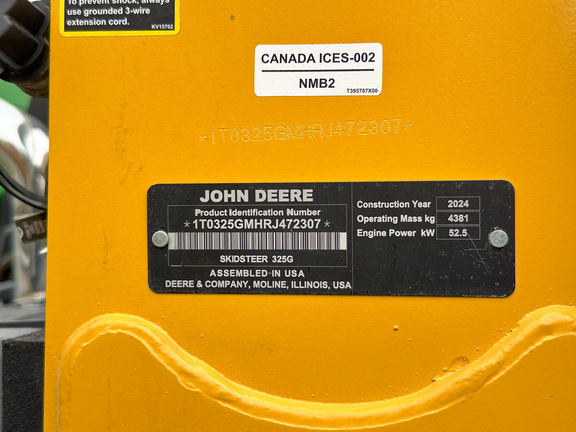 To prevent shock, always
use grounded 3-wire
extension cord.
KV15702
CANADA ICES-002
NMB2
T395787X00
*1T0325GMHRJ472307*
JOHN DEERE
Product Identification Number
*1T0325GMHRJ472307*
SKIDSTEER 325G
ASSEMBLED IN USA
DEERE & COMPANY, MOLINE, ILLINOIS, USA
Construction Year 2024
Operating Mass kg 4381
Engine Power kW 52.5